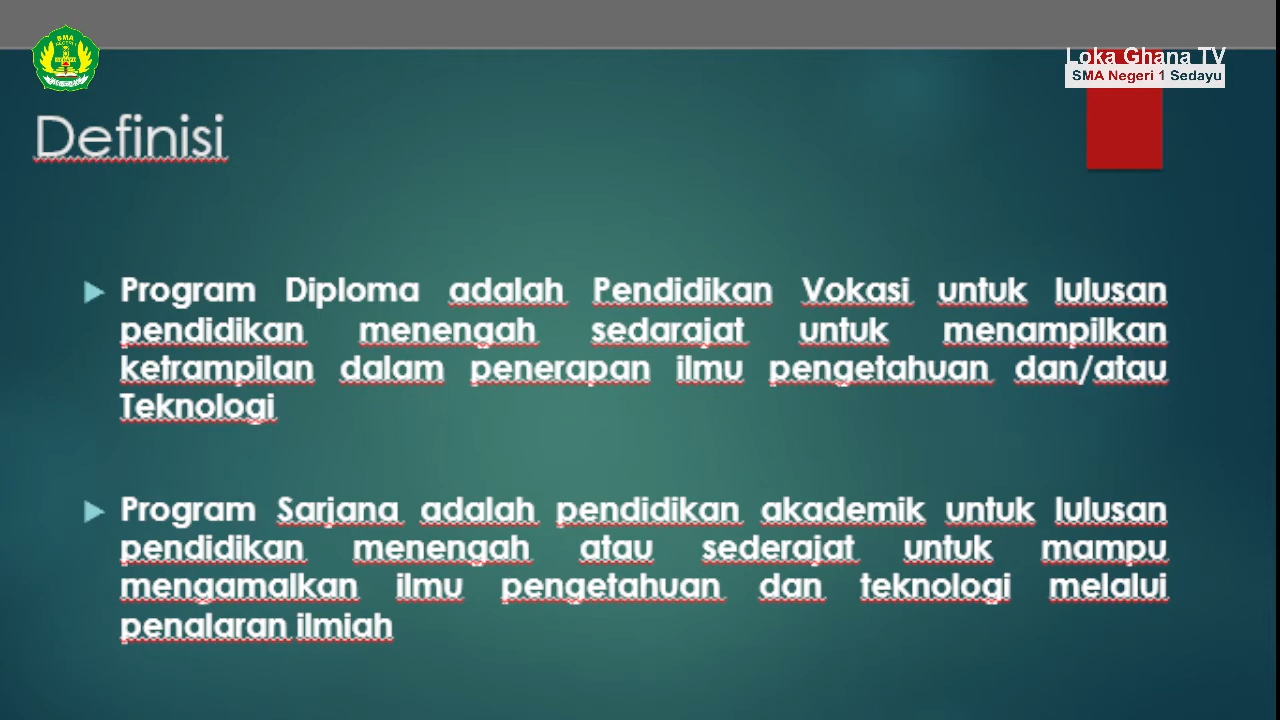 SMA
Loka Ghana TV
SMA Negeri 1 Sedayu
Definisi
Program Diploma adalah Pendidikan Vokasi untuk lulusan
pendidikan menengah sedarajat untuk menampilkan
ketrampilan dalam penerapan ilmu pengetahuan dan/atau
Teknologi
Program Sarjana adalah pendidikan akademik untuk lulusan
pendidikan menengah atau sederajat untuk mampu
mengamalkan ilmu pengetahuan dan teknologi melalui
penalaran ilmiah